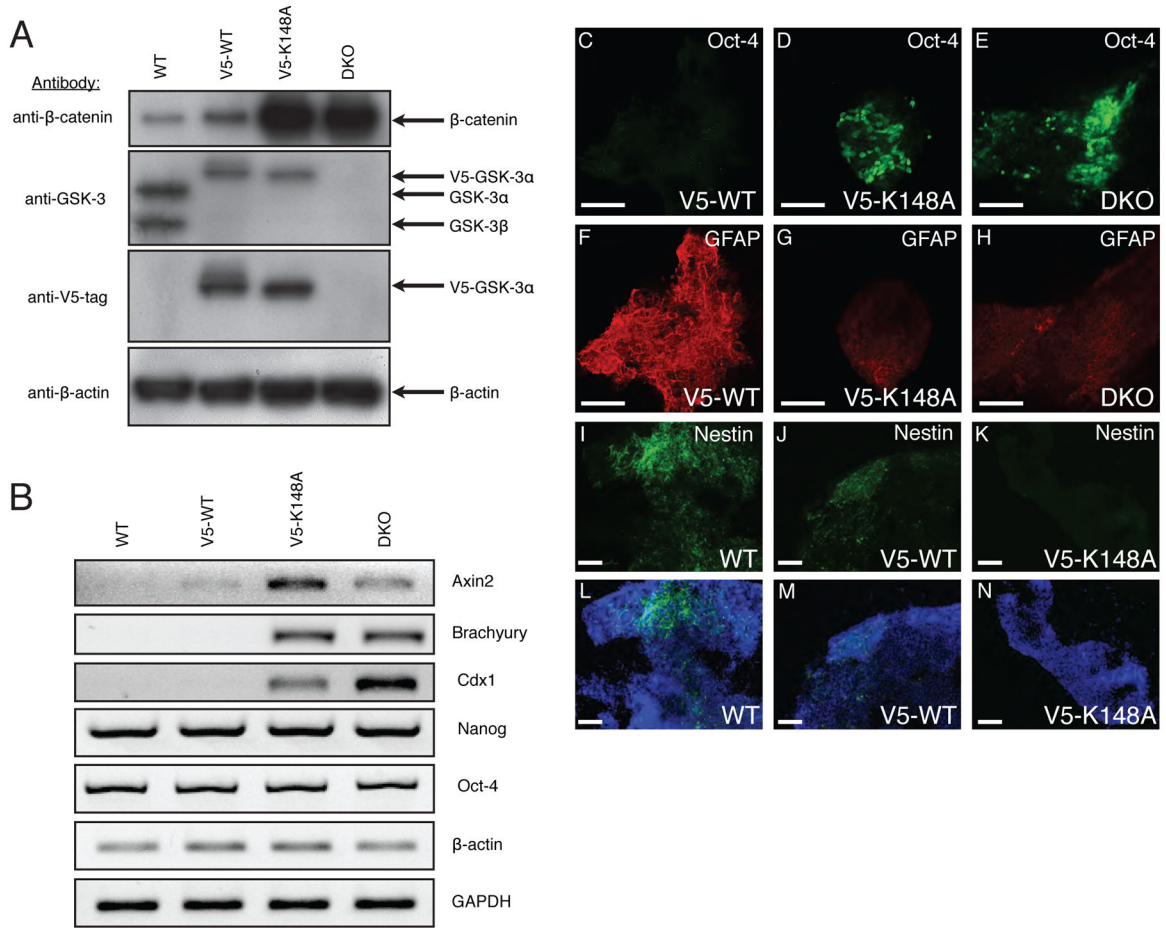 A
WT
V5-WT
V5-K148A
DKO
Antibody:
anti-β-catenin
β-catenin
anti-GSK-3
V5-GSK-3α
GSK-3α
GSK-3β
anti-V5-tag
V5-GSK-3α
anti-β-actin
β-actin
B
WT
V5-WT
V5-K148A
DKO
Axin2
Brachyury
Cdx1
Nanog
Oct-4
β-actin
GAPDH
C Oct-4
V5-WT
D Oct-4
V5-K148A
E Oct-4
DKO
F GFAP
V5-WT
G GFAP
V5-K148A
H GFAP
DKO
I Nestin
WT
J Nestin
V5-WT
K Nestin
V5-K148A
L
WT
M
V5-WT
N
V5-K148A